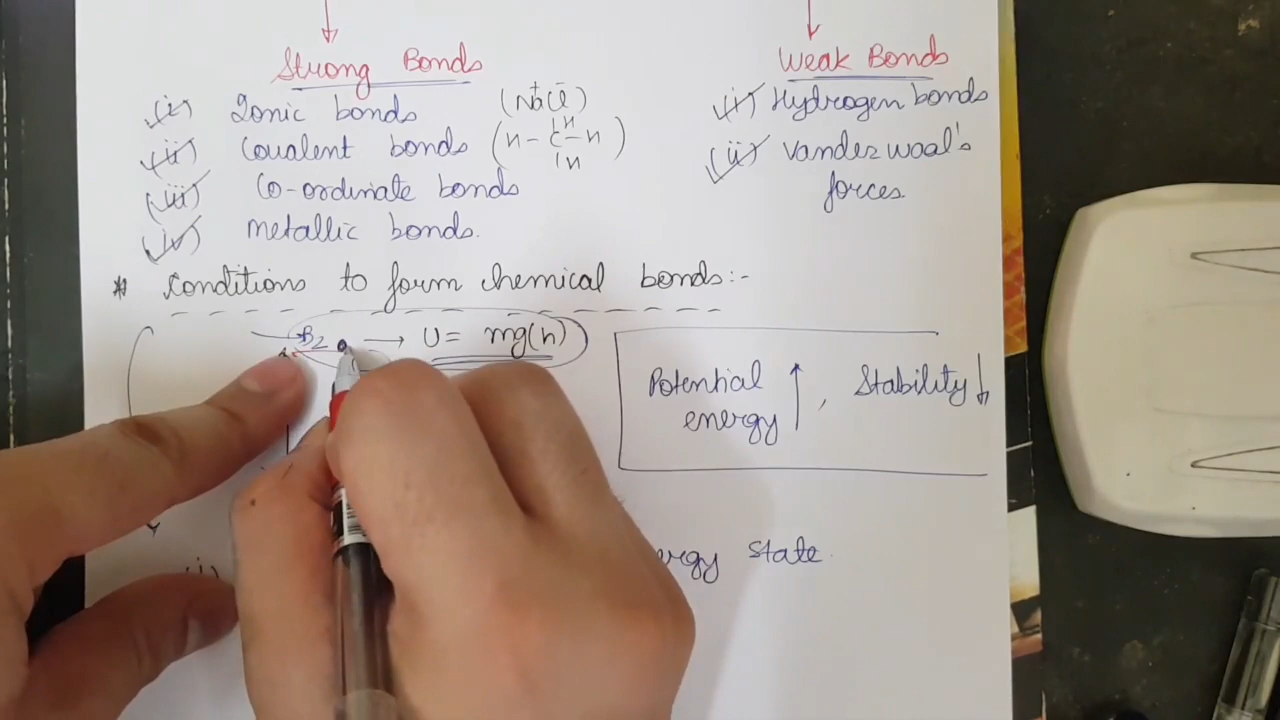 Strong Bonds
Weak Bonds
(i) Ionic bonds (Na+Cl-)
(ii) Covalent bonds
H
H - C - H
H
(iii) Co-ordinate bonds
(iv) metallic bonds.
(i) Hydrogen bonds
(ii) Vander waal's
forces.
* Conditions to form chemical bonds:-
B2 → U= mg(h)
Potential
energy ↑, Stability ↓
(i)
state.